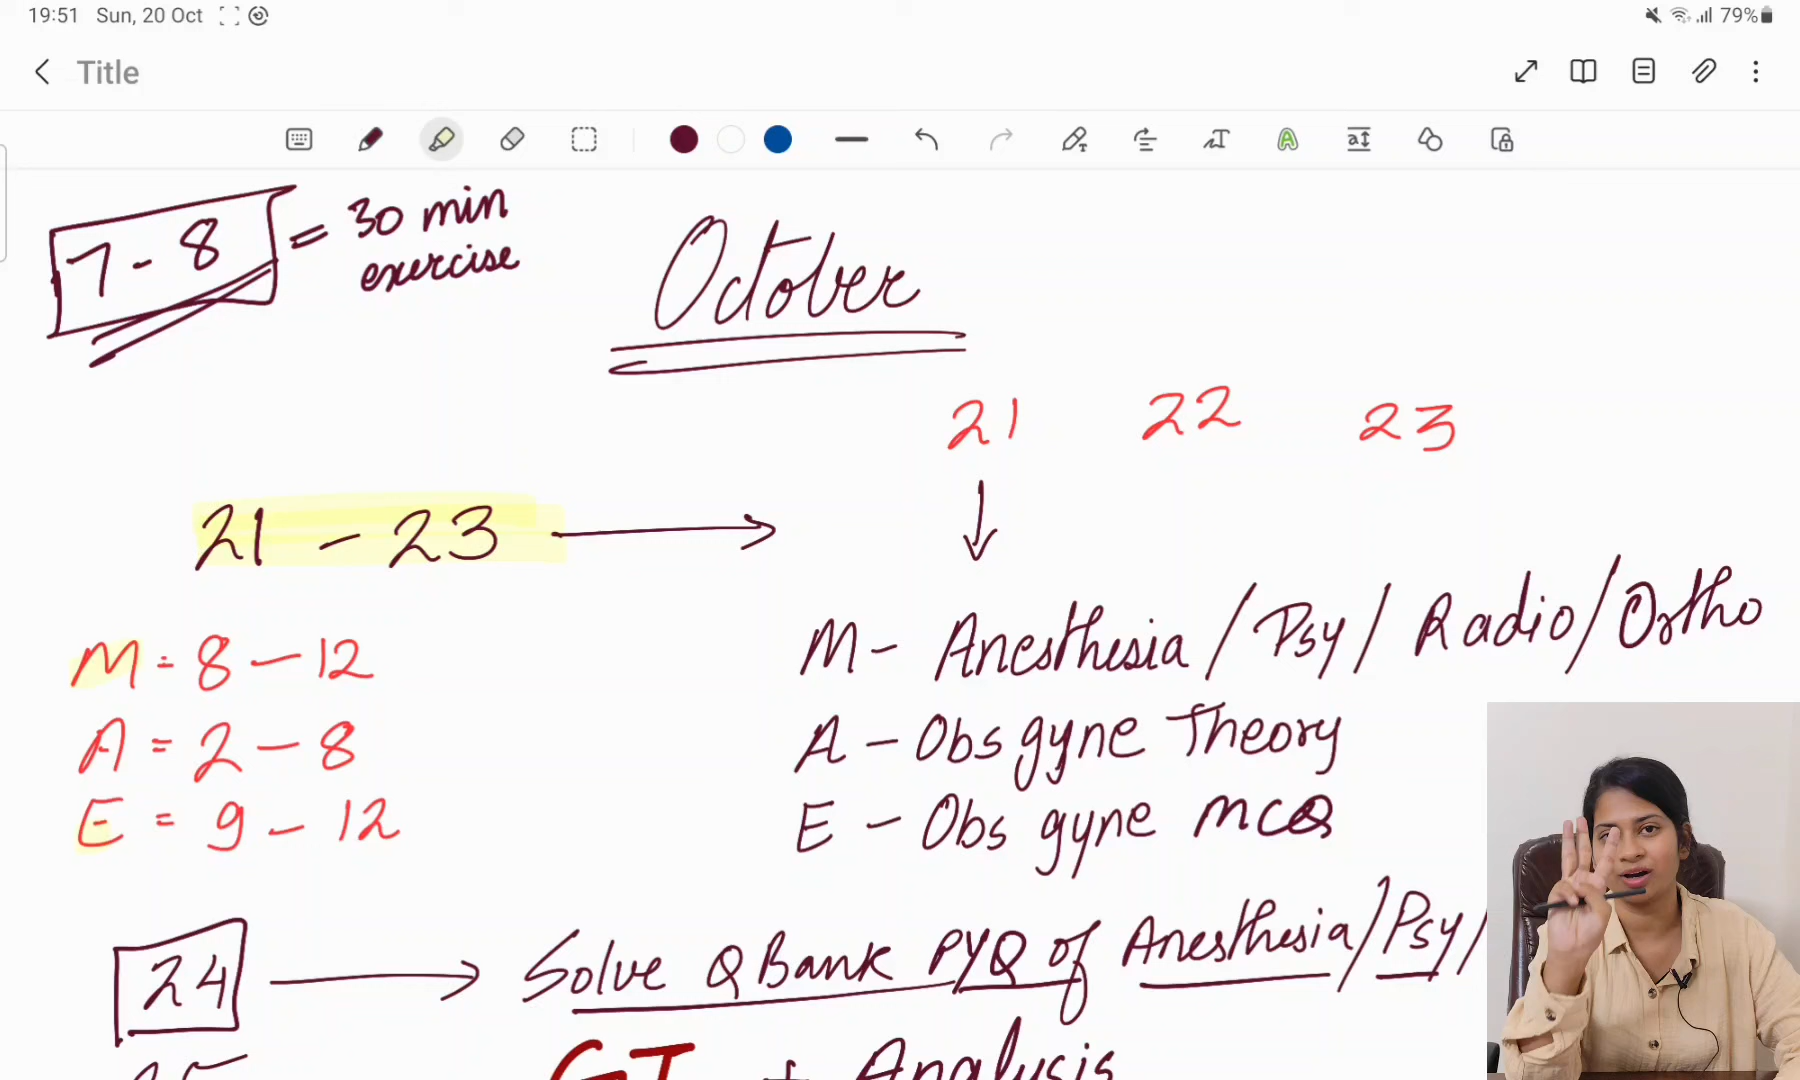 19:51 Sun, 20 Oct 79%
Title
7-8 = 30 min
exercise
October
21 22 23
21 - 23
M = 8 - 12
A = 2 - 8
E = 9 - 12
M - Anesthesia / Psy / Radio / Ortho
A - Obs gyne Theory
E - Obs gyne MCQ
24 Solve Q Bank PYQ of Anesthesia / Psy /
GT + Analysis